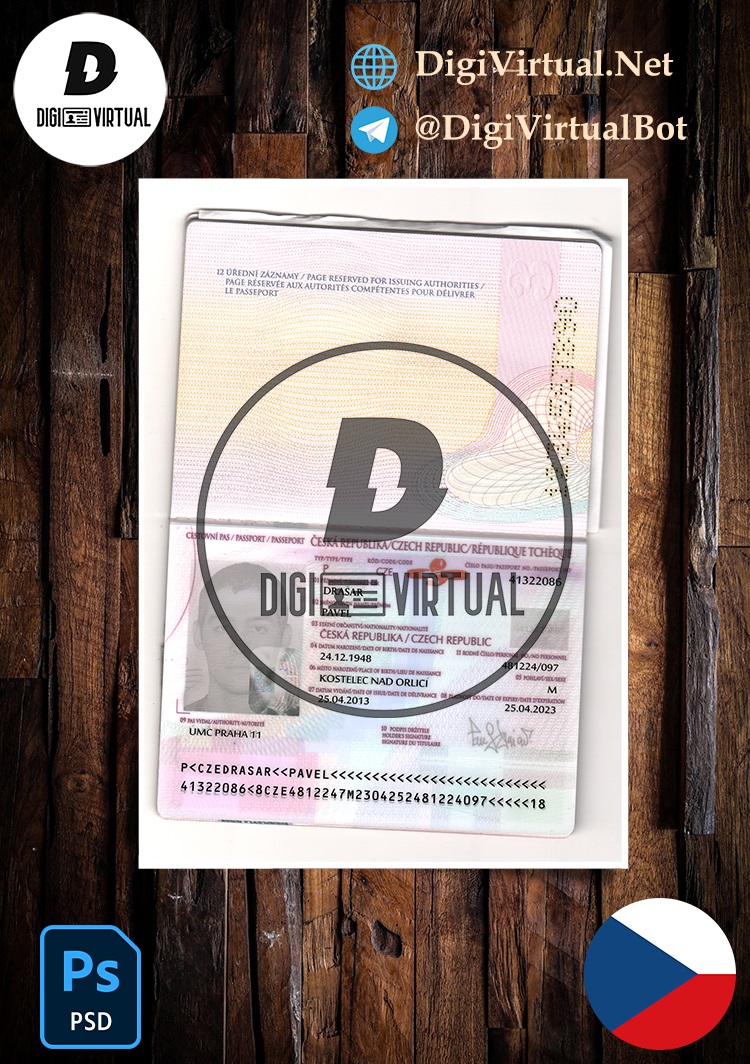 D
DIGI VIRTUAL
DigiVirtual.Net
@DigiVirtualBot
12 ÚŘEDNÍ ZÁZNAMY / PAGE RESERVED FOR ISSUING AUTHORITIES /
PAGE RÉSERVÉE AUX AUTORITÉS COMPÉTENTES POUR DÉLIVRER
LE PASSEPORT
D
DIGI VIRTUAL
CESTOVNÍ PAS / PASSPORT / PASSEPORT ČESKÁ REPUBLIKA/CZECH REPUBLIC/RÉPUBLIQUE TCHÈQUE
TYP/TYPE/TYPE KÓD/CODE/CODE ČÍSLO PASU/PASSPORT NO./PASSEPORT NO
P CZE 41322086
DRASAR
PAVEL
03 STÁTNÍ OBČANSTVÍ/NATIONALITY/NATIONALITÉ
ČESKÁ REPUBLIKA / CZECH REPUBLIC
04 DATUM NAROZENÍ/DATE OF BIRTH/DATE DE NAISSANCE 11 RODNÉ ČÍSLO/PERSONAL NO./NO PERSONNEL
24.12.1948 481224/097
06 MÍSTO NAROZENÍ/PLACE OF BIRTH/LIEU DE NAISSANCE 05 POHLAVÍ/SEX/SEXE
KOSTELEC NAD ORLICÍ M
07 DATUM VYDÁNÍ/DATE OF ISSUE/DATE DE DÉLIVRANCE 08 PLATNOST DO/DATE OF EXPIRY/DATE D'EXPIRATION
25.04.2013 25.04.2023
09 PAS VYDAL/AUTHORITY/AUTORITÉ
UMC PRAHA 11
10 PODPIS DRŽITELE
HOLDER'S SIGNATURE
SIGNATURE DU TITULAIRE
P<CZEDRASAR<<PAVEL<<<<<<<<<<<<<<<<<<<<<<<<<<
41322086<8CZE4812247M2304252481224097<<<<<18
Ps
PSD